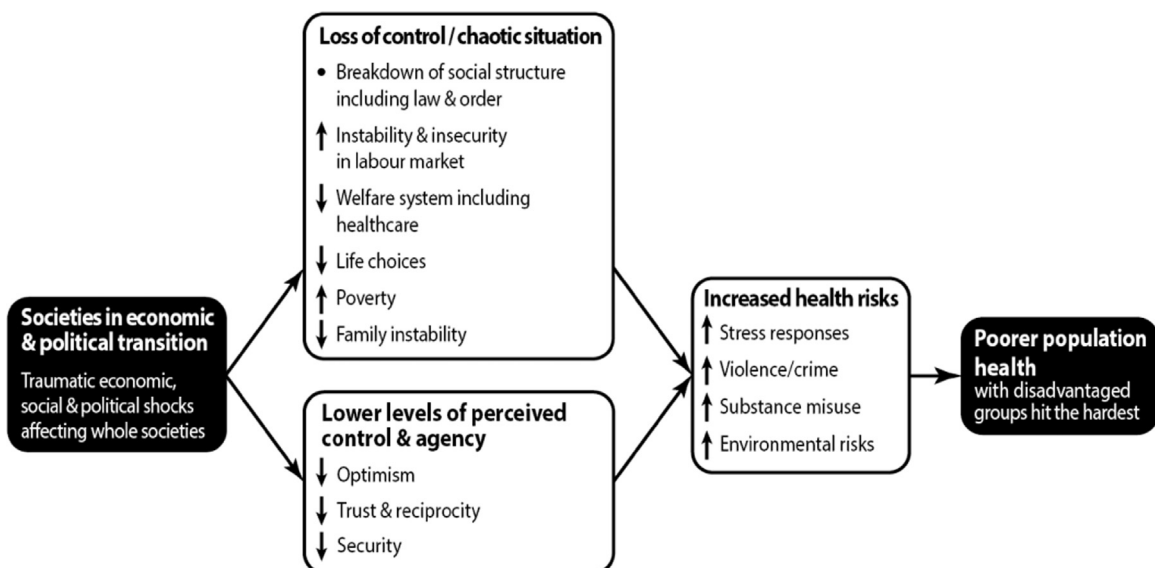 Societies in economic
& political transition
Traumatic economic,
social & political shocks
affecting whole societies
Loss of control / chaotic situation
• Breakdown of social structure
including law & order
↑ Instability & insecurity
in labour market
↓ Welfare system including
healthcare
↓ Life choices
↑ Poverty
↓ Family instability
Lower levels of perceived
control & agency
↓ Optimism
↓ Trust & reciprocity
↓ Security
Increased health risks
↑ Stress responses
↑ Violence/crime
↑ Substance misuse
↑ Environmental risks
Poorer population
health
with disadvantaged
groups hit the hardest